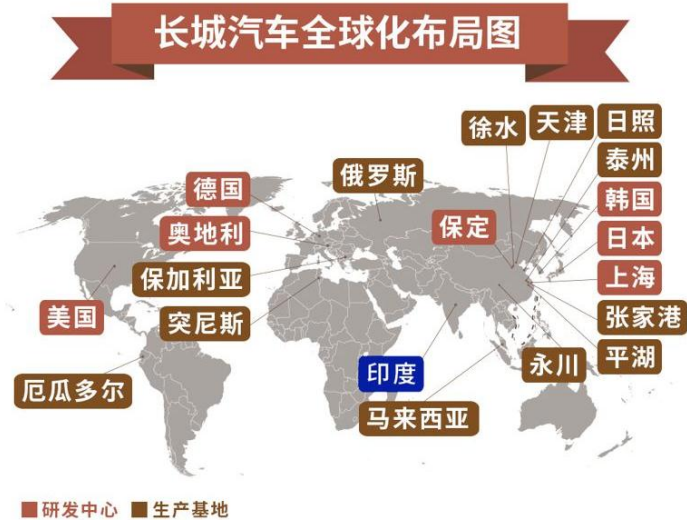 长城汽车全球化布局图
徐水
天津
日照
俄罗斯
泰州
德国
韩国
奥地利
保定
日本
保加利亚
上海
美国
突尼斯
张家港
印度
永川
平湖
厄瓜多尔
马来西亚
研发中心 生产基地